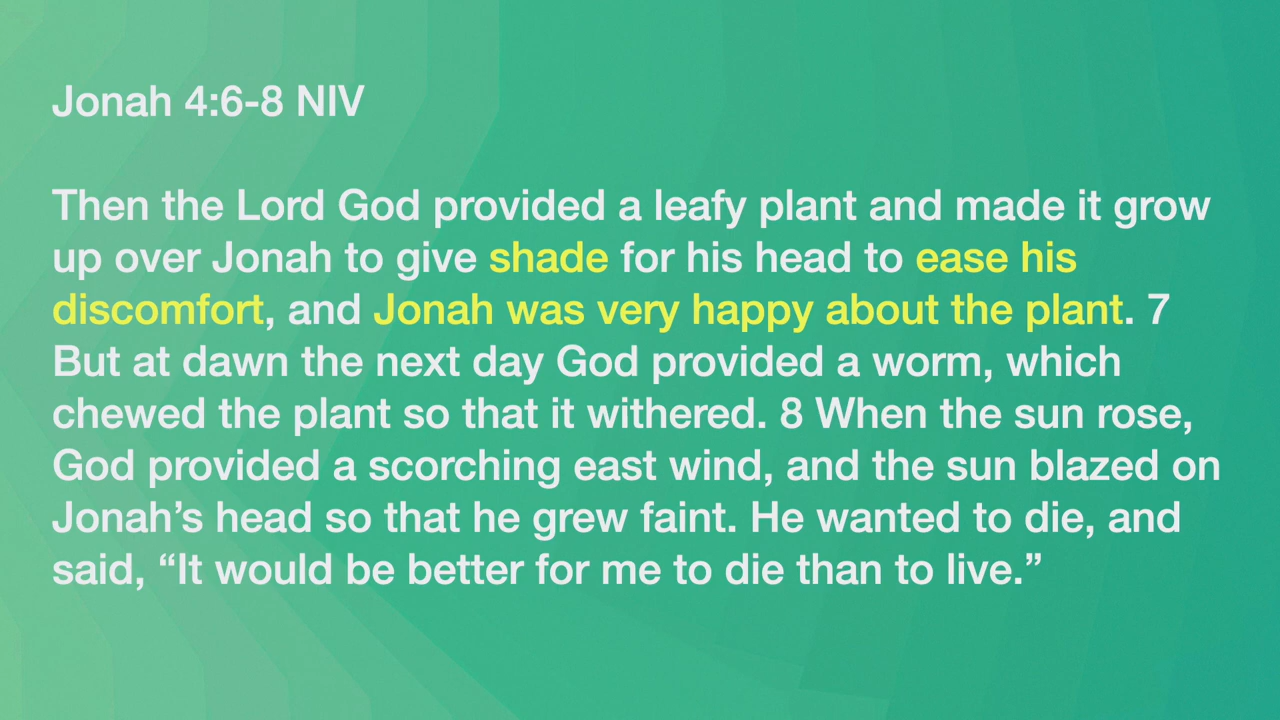 Jonah 4:6-8 NIV
Then the Lord God provided a leafy plant and made it grow
up over Jonah to give shade for his head to ease his
discomfort, and Jonah was very happy about the plant. 7
But at dawn the next day God provided a worm, which
chewed the plant so that it withered. 8 When the sun rose,
God provided a scorching east wind, and the sun blazed on
Jonah’s head so that he grew faint. He wanted to die, and
said, “It would be better for me to die than to live.”